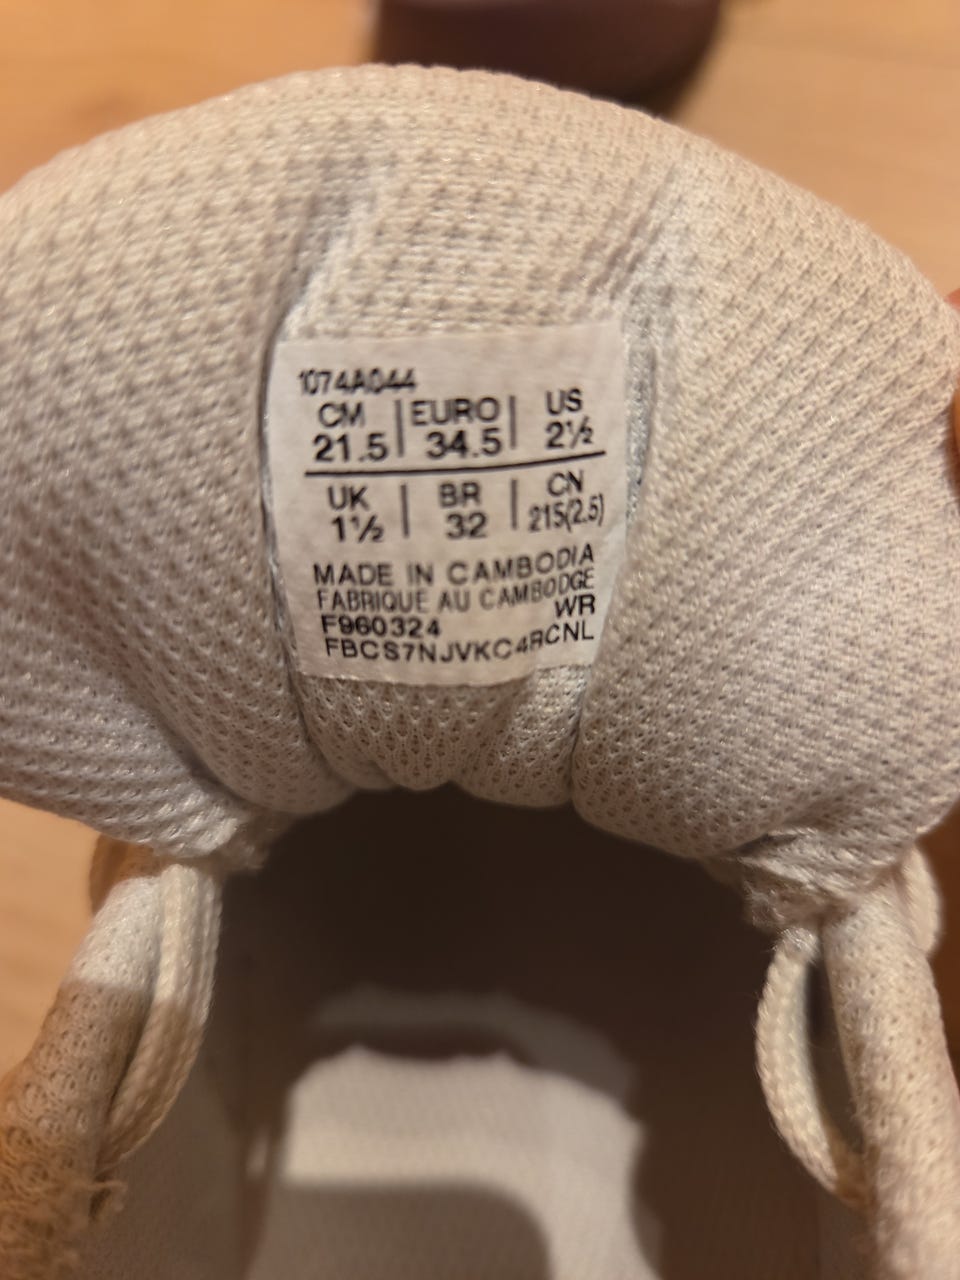 1074A044
CM | EURO | US
21.5 | 34.5 | 2½
UK | BR | CN
1½ | 32 | 215(2.5)
MADE IN CAMBODIA
FABRIQUE AU CAMBODGE
F960324 WR
FBCS7NJVKC4RCNL